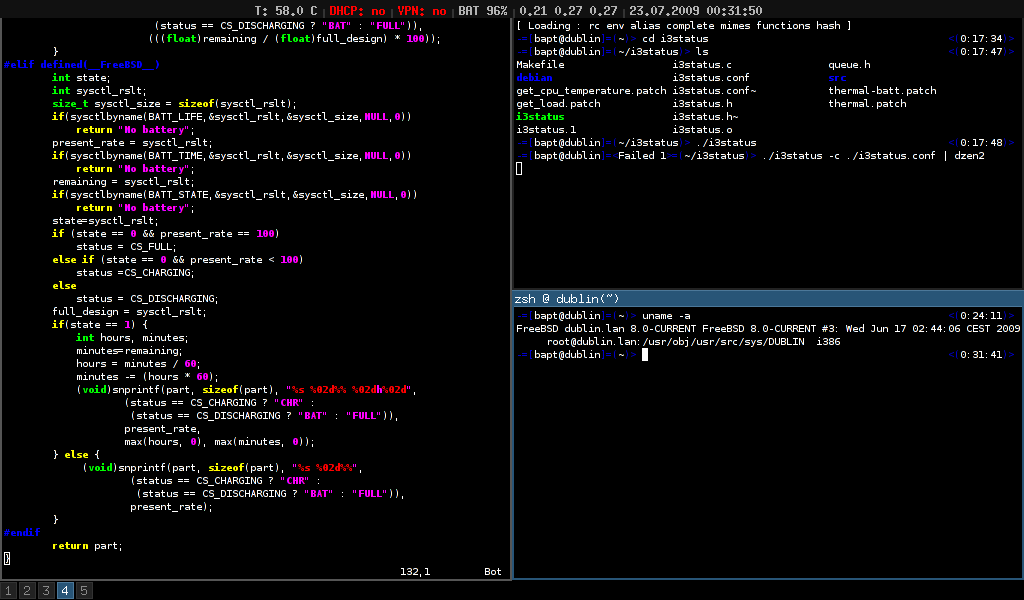 T: 58.0 C | DHCP: no | VPN: no | BAT 96% | 0.21 0.27 0.27 | 23.07.2009 00:31:50
(status == CS_DISCHARGING ? "BAT" : "FULL")),
(((float)remaining / (float)full_design) * 100));
}
#elif defined(__FreeBSD__)
int state;
int sysctl_rslt;
size_t sysctl_size = sizeof(sysctl_rslt);
if(sysctlbyname(BATT_LIFE,&sysctl_rslt,&sysctl_size,NULL,0))
return "No battery";
present_rate = sysctl_rslt;
if(sysctlbyname(BATT_TIME,&sysctl_rslt,&sysctl_size,NULL,0))
return "No battery";
remaining = sysctl_rslt;
if(sysctlbyname(BATT_STATE,&sysctl_rslt,&sysctl_size,NULL,0))
return "No battery";
state=sysctl_rslt;
if (state == 0 && present_rate == 100)
status = CS_FULL;
else if (state == 0 && present_rate < 100)
status =CS_CHARGING;
else
status = CS_DISCHARGING;
full_design = sysctl_rslt;
if(state == 1) {
int hours, minutes;
minutes=remaining;
hours = minutes / 60;
minutes -= (hours * 60);
(void)snprintf(part, sizeof(part), "%s %02d%% %02dh%02d",
(status == CS_CHARGING ? "CHR" :
(status == CS_DISCHARGING ? "BAT" : "FULL")),
present_rate,
max(hours, 0), max(minutes, 0));
} else {
(void)snprintf(part, sizeof(part), "%s %02d%%",
(status == CS_CHARGING ? "CHR" :
(status == CS_DISCHARGING ? "BAT" : "FULL")),
present_rate);
}
#endif
return part;
}
132,1 Bot
[ Loading : rc env alias complete mimes functions hash ]
-=[bapt@dublin]=[~]> cd i3status <(0:17:34)>
-=[bapt@dublin]=[~/i3status]> ls <(0:17:47)>
Makefile i3status.c queue.h
debian i3status.conf src
get_cpu_temperature.patch i3status.conf~ thermal-batt.patch
get_load.patch i3status.h thermal.patch
i3status i3status.h~
i3status.1 i3status.o
-=[bapt@dublin]=[~/i3status]> ./i3status <(0:17:48)>
-=[bapt@dublin]=[Failed 1]=[~/i3status]> ./i3status -c ./i3status.conf | dzen2
zsh @ dublin(~)
-=[bapt@dublin]=[~]> uname -a <(0:24:11)>
FreeBSD dublin.lan 8.0-CURRENT FreeBSD 8.0-CURRENT #3: Wed Jun 17 02:44:06 CEST 2009
root@dublin.lan:/usr/obj/usr/src/sys/DUBLIN i386
-=[bapt@dublin]=[~]> <(0:31:41)>
1 2 3 4 5